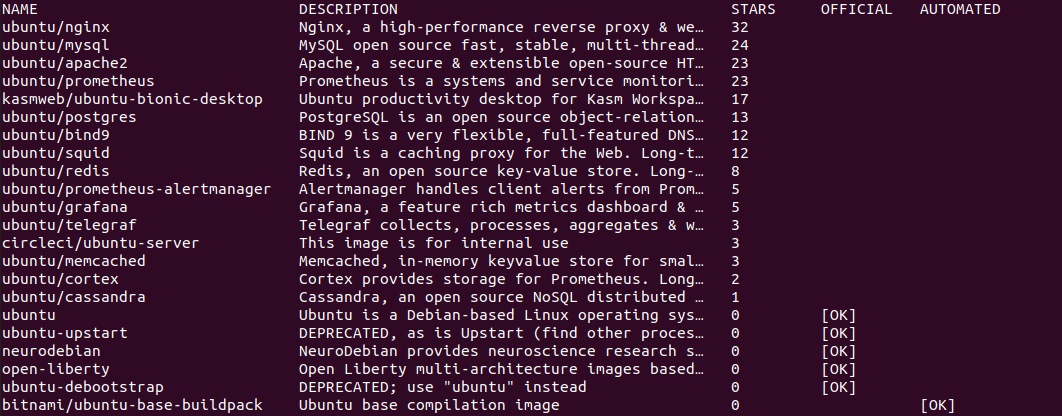 NAME DESCRIPTION STARS OFFICIAL AUTOMATED
ubuntu/nginx Nginx, a high-performance reverse proxy & we… 32
ubuntu/mysql MySQL open source fast, stable, multi-thread… 24
ubuntu/apache2 Apache, a secure & extensible open-source HT… 23
ubuntu/prometheus Prometheus is a systems and service monitori… 23
kasmweb/ubuntu-bionic-desktop Ubuntu productivity desktop for Kasm Workspa… 17
ubuntu/postgres PostgreSQL is an open source object-relation… 13
ubuntu/bind9 BIND 9 is a very flexible, full-featured DNS… 12
ubuntu/squid Squid is a caching proxy for the Web. Long-t… 12
ubuntu/redis Redis, an open source key-value store. Long-… 8
ubuntu/prometheus-alertmanager Alertmanager handles client alerts from Prom… 5
ubuntu/grafana Grafana, a feature rich metrics dashboard & … 5
ubuntu/telegraf Telegraf collects, processes, aggregates & w… 3
circleci/ubuntu-server This image is for internal use 3
ubuntu/memcached Memcached, in-memory keyvalue store for smal… 3
ubuntu/cortex Cortex provides storage for Prometheus. Long… 2
ubuntu/cassandra Cassandra, an open source NoSQL distributed … 1
ubuntu Ubuntu is a Debian-based Linux operating sys… 0 [OK]
ubuntu-upstart DEPRECATED, as is Upstart (find other proces… 0 [OK]
neurodebian NeuroDebian provides neuroscience research s… 0 [OK]
open-liberty Open Liberty multi-architecture images based… 0 [OK]
ubuntu-debootstrap DEPRECATED; use "ubuntu" instead 0 [OK]
bitnami/ubuntu-base-buildpack Ubuntu base compilation image 0 [OK]